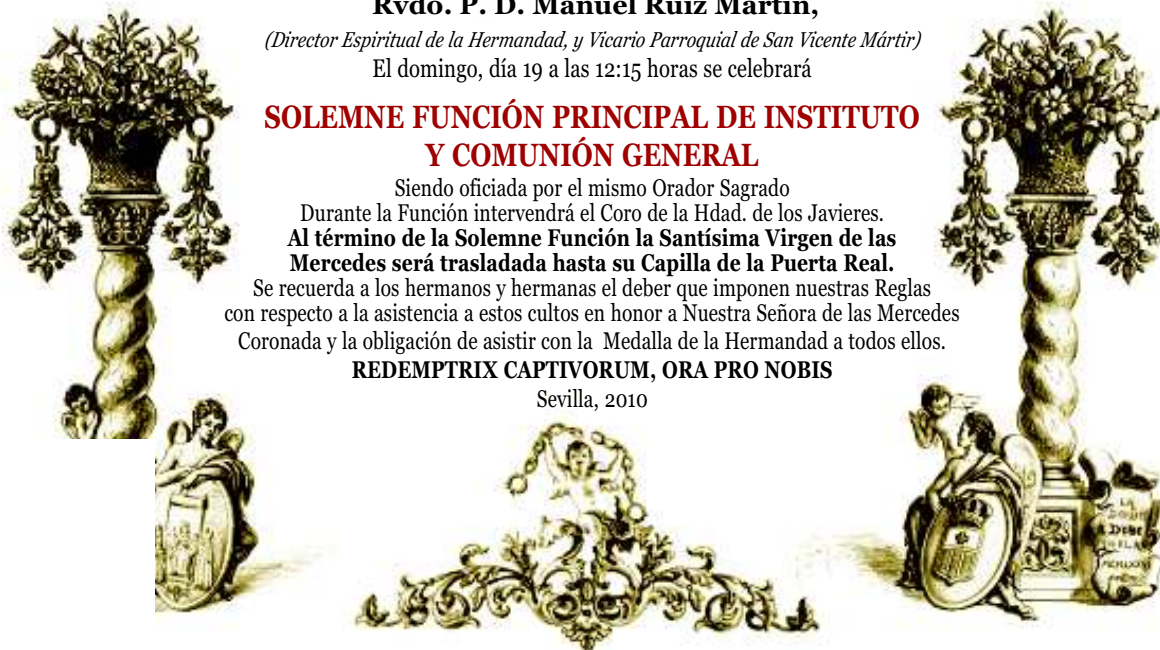 Rvdo. P. D. Manuel Ruiz Martín,
(Director Espiritual de la Hermandad, y Vicario Parroquial de San Vicente Mártir)
El domingo, día 19 a las 12:15 horas se celebrará
SOLEMNE FUNCIÓN PRINCIPAL DE INSTITUTO
Y COMUNIÓN GENERAL
Siendo oficiada por el mismo Orador Sagrado
Durante la Función intervendrá el Coro de la Hdad. de los Javieres.
Al término de la Solemne Función la Santísima Virgen de las
Mercedes será trasladada hasta su Capilla de la Puerta Real.
Se recuerda a los hermanos y hermanas el deber que imponen nuestras Reglas
con respecto a la asistencia a estos cultos en honor a Nuestra Señora de las Mercedes
Coronada y la obligación de asistir con la Medalla de la Hermandad a todos ellos.
REDEMPTRIX CAPTIVORUM, ORA PRO NOBIS
Sevilla, 2010
LA